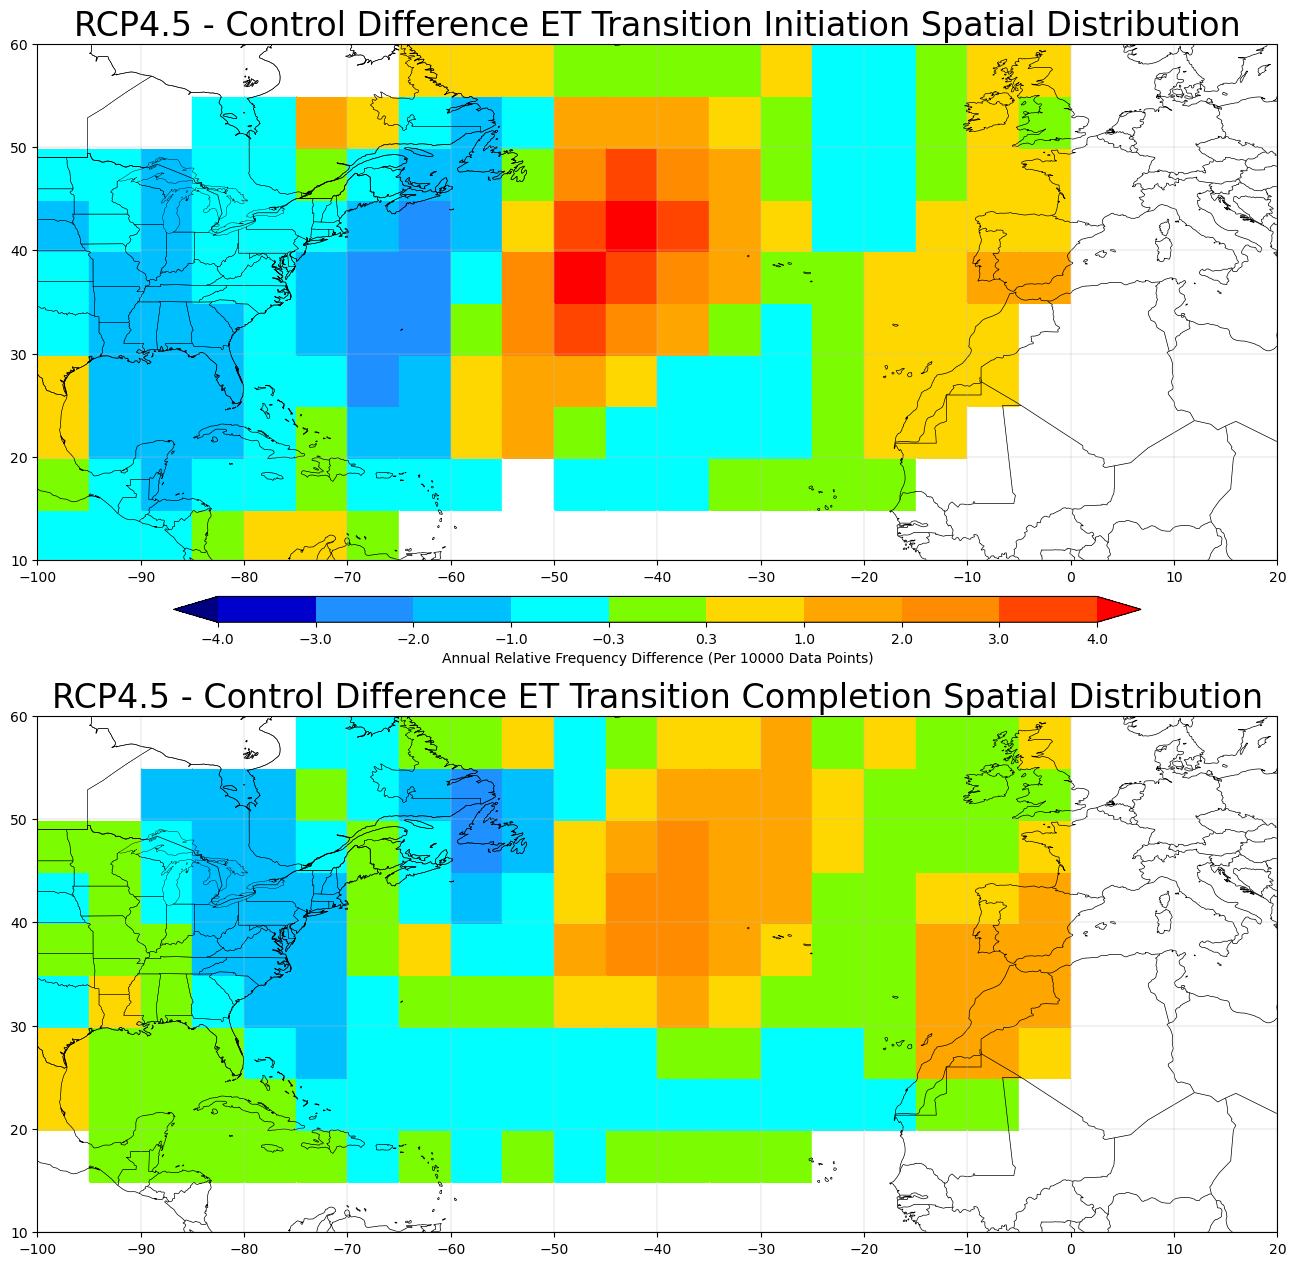 RCP4.5 - Control Difference ET Transition Initiation Spatial Distribution
60
50
40
30
20
10
−100 −90 −80 −70 −60 −50 −40 −30 −20 −10 0 10 20
−4.0 −3.0 −2.0 −1.0 −0.3 0.3 1.0 2.0 3.0 4.0
Annual Relative Frequency Difference (Per 10000 Data Points)
RCP4.5 - Control Difference ET Transition Completion Spatial Distribution
60
50
40
30
20
10
−100 −90 −80 −70 −60 −50 −40 −30 −20 −10 0 10 20